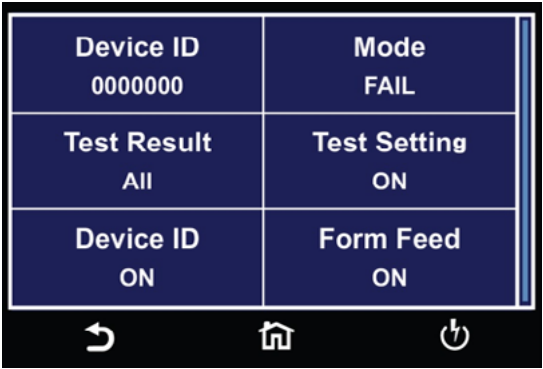 Device ID
Mode
0000000
FAIL
Test Result
Test Setting
All
ON
Device ID
Form Feed
ON
ON